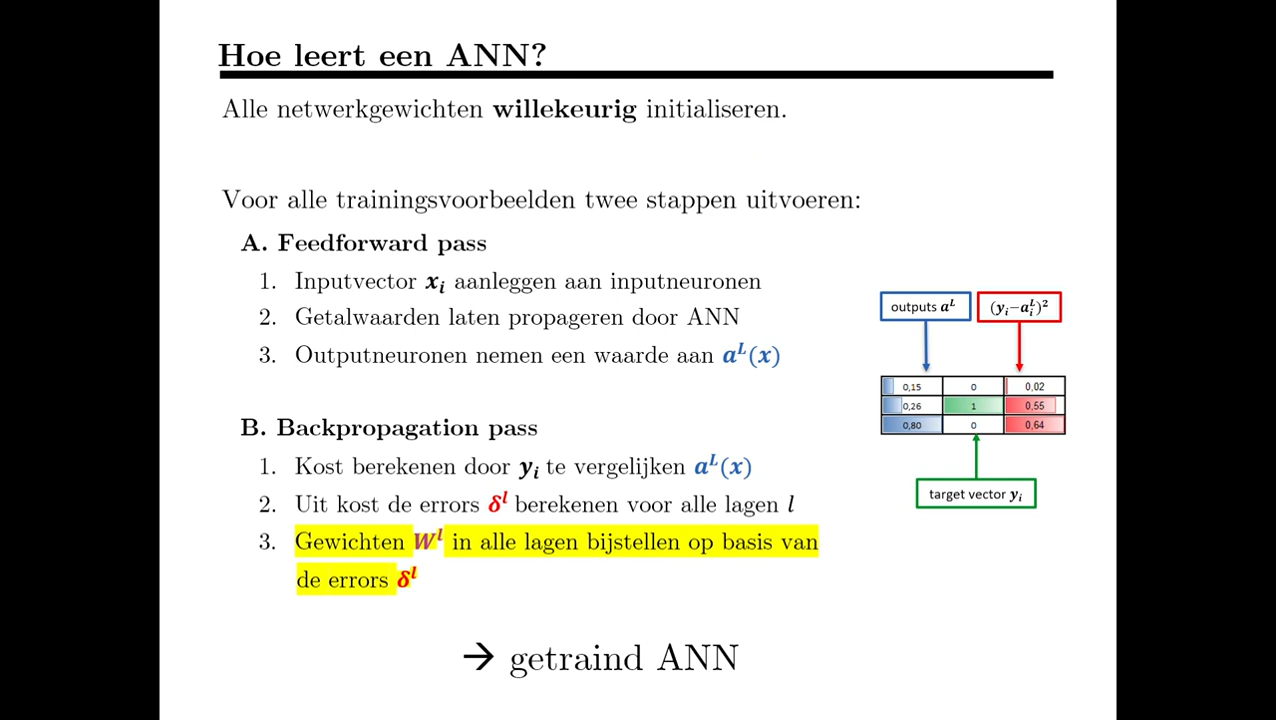 Hoe leert een ANN?
Alle netwerkgewichten willekeurig initialiseren.
Voor alle trainingsvoorbeelden twee stappen uitvoeren:
A. Feedforward pass
1. Inputvector xᵢ aanleggen aan inputneuronen
2. Getalwaarden laten propageren door ANN
3. Outputneuronen nemen een waarde aan aᴸ(x)
B. Backpropagation pass
1. Kost berekenen door yᵢ te vergelijken aᴸ(x)
2. Uit kost de errors δˡ berekenen voor alle lagen l
3. Gewichten Wˡ in alle lagen bijstellen op basis van
de errors δˡ
→ getraind ANN
outputs aᴸ
(yᵢ−aᵢᴸ)²
0,15 0 0,02
0,26 1 0,55
0,80 0 0,64
target vector yᵢ